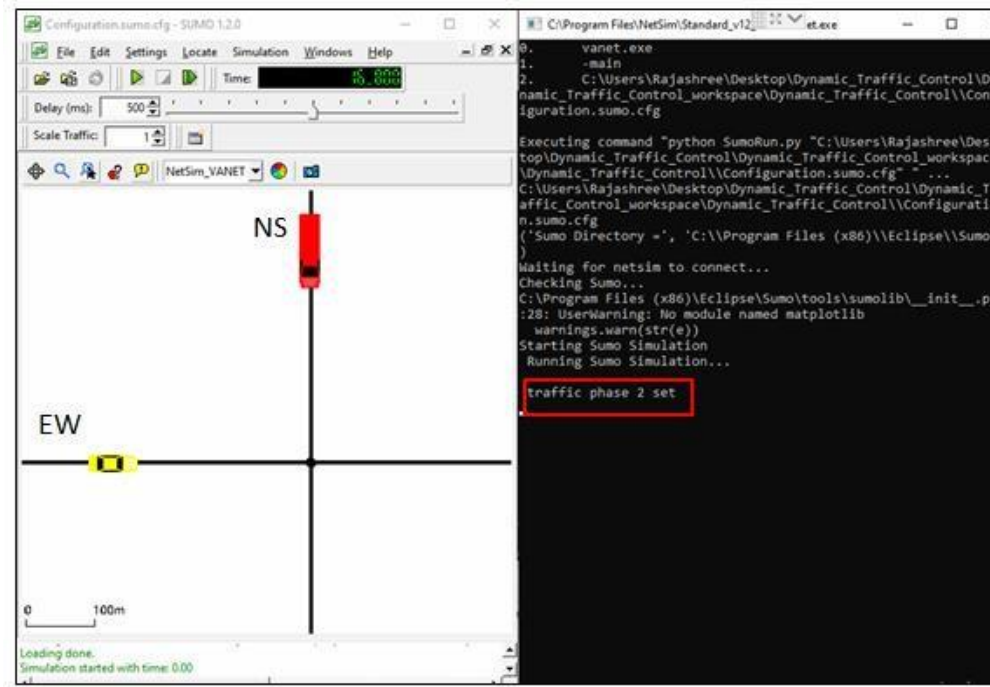 Configuration.sumo.cfg - SUMO 1.2.0
File Edit Settings Locate Simulation Windows Help
Time: 16.800
Delay (ms): 500
Scale Traffic: 1
NetSim_VANET
NS
EW
0 100m
Loading done.
Simulation started with time: 0.00
C:\Program Files\NetSim\Standard_v12_ et.exe
0. vanet.exe
1. -main
2. C:\Users\Rajashree\Desktop\Dynamic_Traffic_Control\D
namic_Traffic_Control_workspace\Dynamic_Traffic_Control\\Con
iguration.sumo.cfg
Executing command "python SumoRun.py "C:\Users\Rajashree\Des
top\Dynamic_Traffic_Control\Dynamic_Traffic_Control_workspac
\Dynamic_Traffic_Control\\Configuration.sumo.cfg" " ...
C:\Users\Rajashree\Desktop\Dynamic_Traffic_Control\Dynamic_T
affic_Control_workspace\Dynamic_Traffic_Control\\Configurati
n.sumo.cfg
('Sumo Directory =', 'C:\\Program Files (x86)\\Eclipse\\Sumo
)
Waiting for netsim to connect...
Checking Sumo...
C:\Program Files (x86)\Eclipse\Sumo\tools\sumolib\__init__.p
:28: UserWarning: No module named matplotlib
warnings.warn(str(e))
Starting Sumo Simulation
Running Sumo Simulation...
traffic phase 2 set